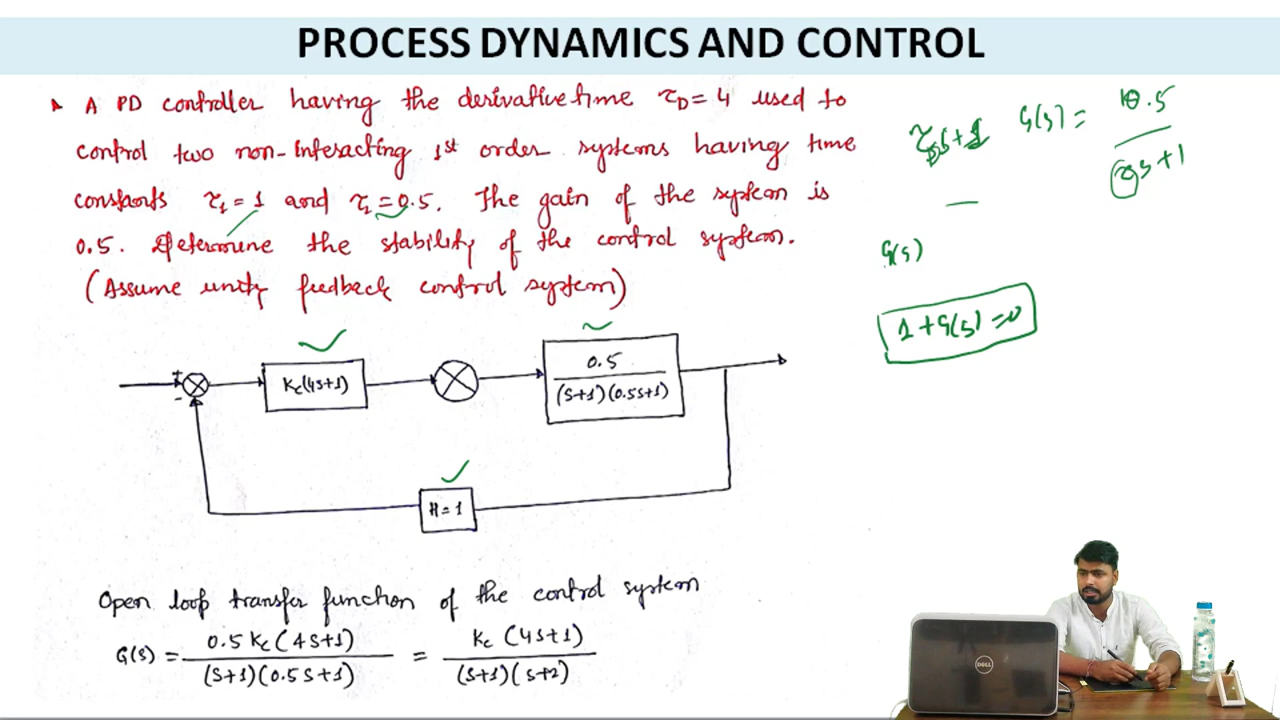 PROCESS DYNAMICS AND CONTROL
A PD controller having the derivative time τD = 4 used to
control two non-interacting 1st order systems having time
constants τ1 = 1 and τ2 = 0.5. The gain of the system is
0.5. Determine the stability of the control system.
(Assume unity feedback control system)
G(s) =
0.5
τs+1
τDs+1
G(s)
1+G(s) = 0
+
-
Kc(4s+1)
0.5
(s+1)(0.5s+1)
H=1
Open loop transfer function of the control system
G(s) = 0.5 Kc (4s+1) / (s+1)(0.5s+1) = Kc (4s+1) / (s+1)(s+2)
DELL